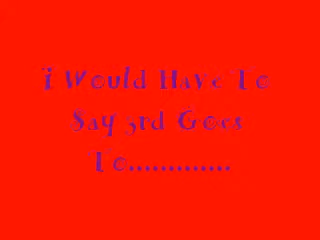 I Would Have To
Say 3rd Goes
To.............